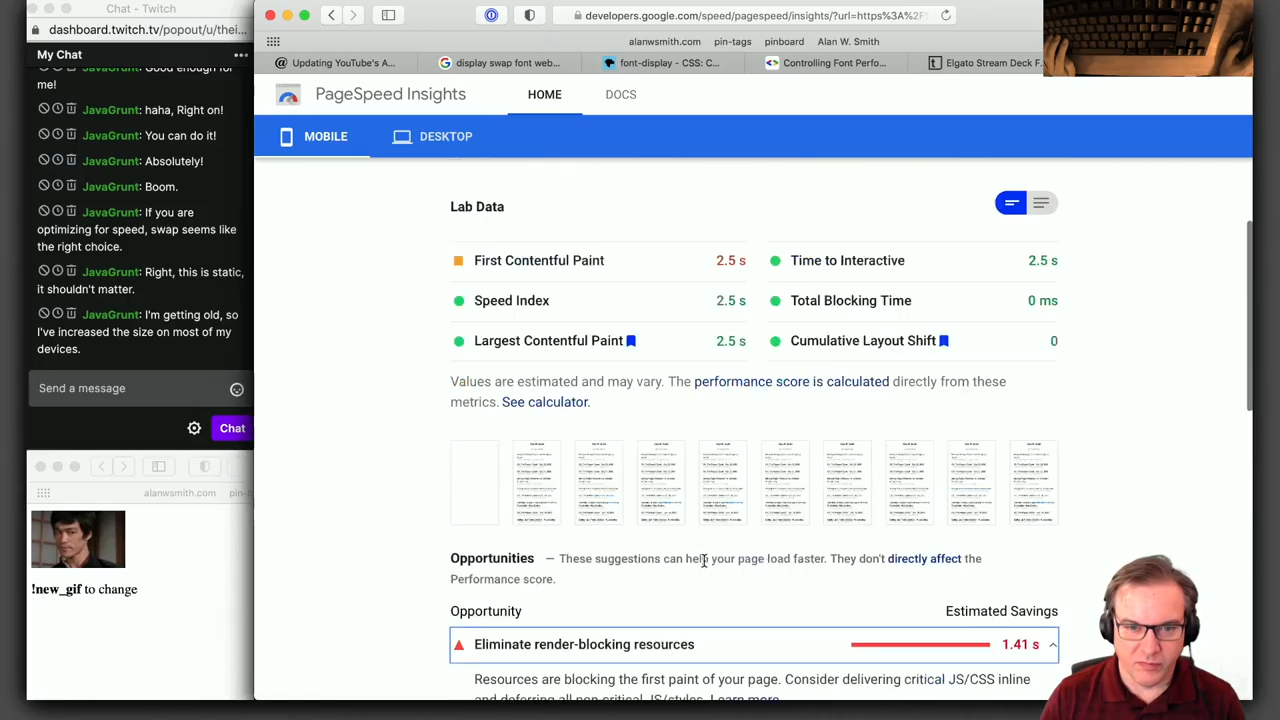 Chat - Twitch
dashboard.twitch.tv/popout/u/thei...
My Chat
JavaGrunt: Good enough for
me!
JavaGrunt: haha, Right on!
JavaGrunt: You can do it!
JavaGrunt: Absolutely!
JavaGrunt: Boom.
JavaGrunt: If you are
optimizing for speed, swap seems like
the right choice.
JavaGrunt: Right, this is static,
it shouldn't matter.
JavaGrunt: I'm getting old, so
I've increased the size on most of my
devices.
Send a message
Chat
alanwsmith.com
pin-t
!new_gif to change
developers.google.com/speed/pagespeed/insights/?url=https%3A%2F
alanwsmith.com
pin-tags
pinboard
Alan W. Smith
Updating YouTube's A...
display swap font web...
font-display - CSS: C...
Controlling Font Perfo...
Elgato Stream Deck F
PageSpeed Insights
HOME
DOCS
MOBILE
DESKTOP
Lab Data
First Contentful Paint 2.5 s
Time to Interactive 2.5 s
Speed Index 2.5 s
Total Blocking Time 0 ms
Largest Contentful Paint 2.5 s
Cumulative Layout Shift 0
Values are estimated and may vary. The performance score is calculated directly from these
metrics. See calculator.
Opportunities — These suggestions can help your page load faster. They don't directly affect the
Performance score.
Opportunity
Estimated Savings
Eliminate render-blocking resources 1.41 s
Resources are blocking the first paint of your page. Consider delivering critical JS/CSS inline
and deferring all non-critical JS/styles. Learn more.